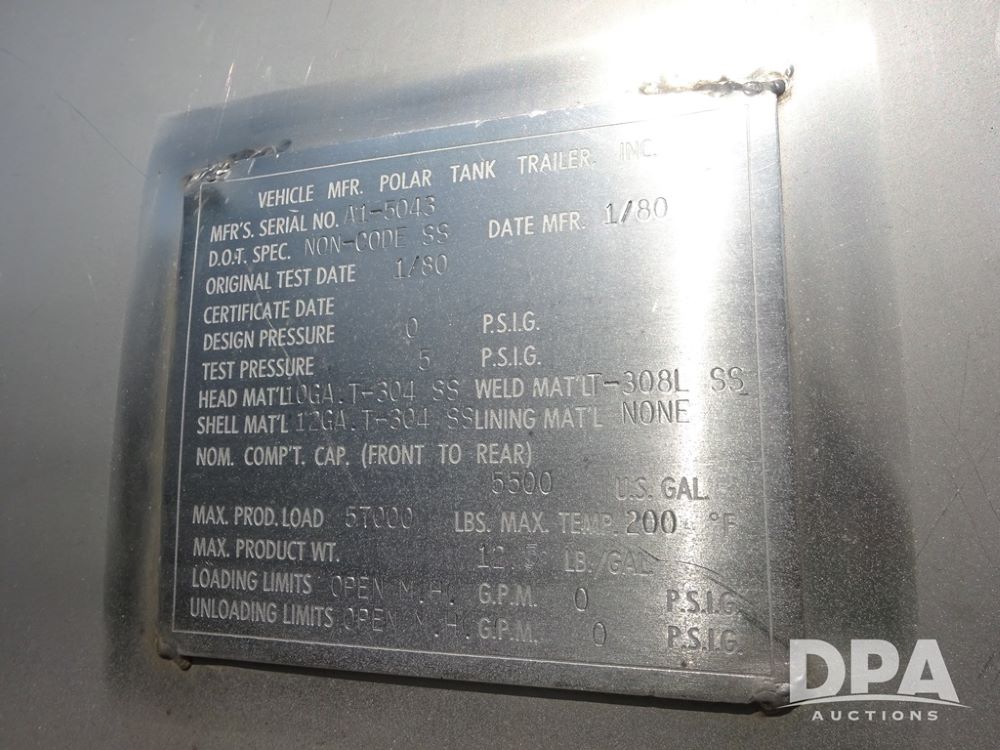 VEHICLE MFR. POLAR TANK TRAILER, INC.
MFR'S. SERIAL NO. A1-5043
D.O.T. SPEC. NON-CODE SS DATE MFR. 1/80
ORIGINAL TEST DATE 1/80
CERTIFICATE DATE
DESIGN PRESSURE 0 P.S.I.G.
TEST PRESSURE 5 P.S.I.G.
HEAD MAT'L 10GA.T-304 SS WELD MAT'L T-308L SS
SHELL MAT'L 12GA.T-304 SS LINING MAT'L NONE
NOM. COMP'T. CAP. (FRONT TO REAR)
5500 U.S. GAL.
MAX. PROD. LOAD 57000 LBS. MAX. TEMP. 200 °F
MAX. PRODUCT WT. 12.5 LB./GAL.
LOADING LIMITS OPEN M.H. G.P.M. 0 P.S.I.G.
UNLOADING LIMITS OPEN M.H. G.P.M. 0 P.S.I.G.
DPA
AUCTIONS